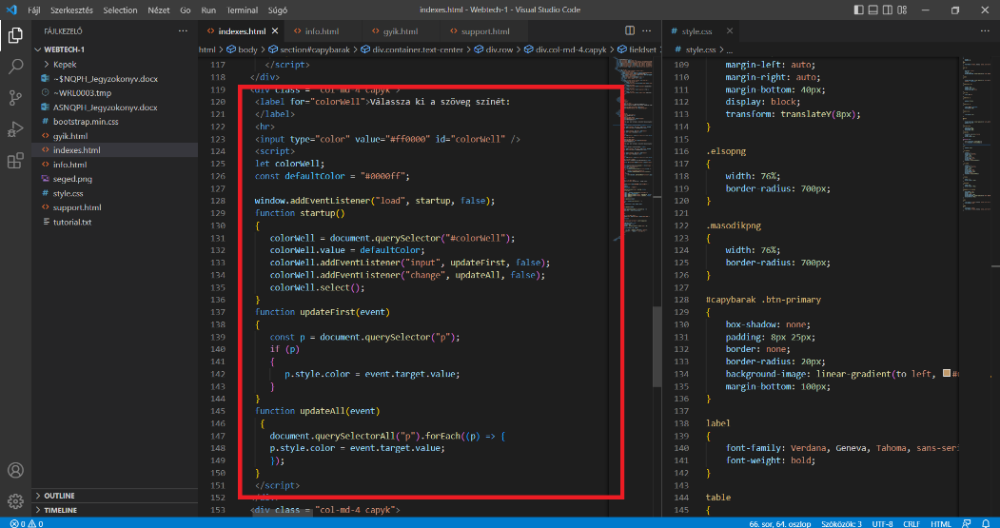 Fájl Szerkesztés Selection Nézet Go Run Terminal Súgó
indexes.html - Webtech-1 - Visual Studio Code
FÁJLKEZELŐ
WEBTECH-1
Kepek
~$NQPH_Jegyzokonyv.docx
~WRL0003.tmp
ASNQPH_Jegyzokonyv.docx
bootstrap.min.css
gyik.html
indexes.html
info.html
seged.png
style.css
support.html
tutorial.txt
OUTLINE
TIMELINE
indexes.html info.html gyik.html support.html
html > body > section#capybarak > div.container.text-center > div.row > div.col-md-4.capyk > fieldset
117 </script>
118 </div>
119 <div class = "col-md-4 capyk">
120 <label for="colorWell">Válassza ki a szöveg színét:
121 </label>
122 <hr>
123 <input type="color" value="#ff0000" id="colorWell" />
124 <script>
125 let colorWell;
126 const defaultColor = "#0000ff";
127
128 window.addEventListener("load", startup, false);
129 function startup()
130 {
131 colorWell = document.querySelector("#colorWell");
132 colorWell.value = defaultColor;
133 colorWell.addEventListener("input", updateFirst, false);
134 colorWell.addEventListener("change", updateAll, false);
135 colorWell.select();
136 }
137 function updateFirst(event)
138 {
139 const p = document.querySelector("p");
140 if (p)
141 {
142 p.style.color = event.target.value;
143 }
144 }
145 function updateAll(event)
146 {
147 document.querySelectorAll("p").forEach((p) => {
148 p.style.color = event.target.value;
149 });
150 }
151 </script>
152 </div>
153 <div class = "col-md-4 capyk">
style.css
style.css > ...
109 margin-left: auto;
110 margin-right: auto;
111 margin-bottom: 40px;
112 display: block;
113 transform: translateY(8px);
114 }
115
116 .elsopng
117 {
118 width: 76%;
119 border-radius: 700px;
120 }
121
122 .masodikpng
123 {
124 width: 76%;
125 border-radius: 700px;
126 }
127
128 #capybarak .btn-primary
129 {
130 box-shadow: none;
131 padding: 8px 25px;
132 border: none;
133 border-radius: 20px;
134 background-image: linear-gradient(to left,
135 margin-bottom: 100px;
136 }
137
138 label
139 {
140 font-family: Verdana, Geneva, Tahoma, sans-seri
141 font-weight: bold;
142 }
143
144 table
145 {
0 0 66. sor, 64. oszlop Szóközök: 3 UTF-8 CRLF HTML